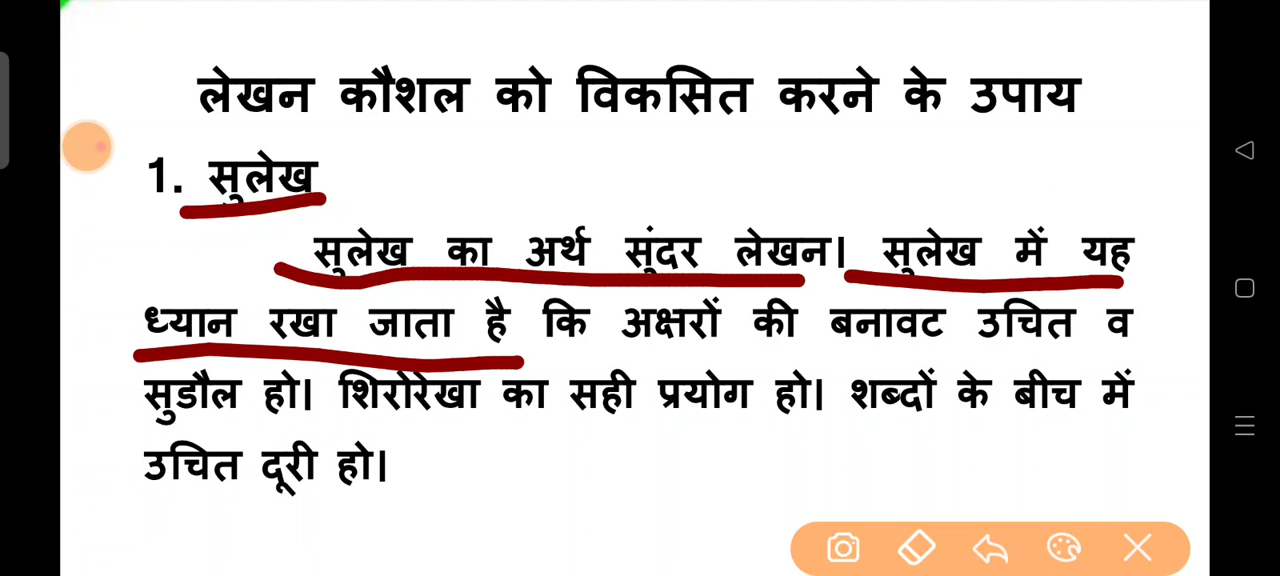 लेखन कौशल को विकसित करने के उपाय
1. सुलेख
सुलेख का अर्थ सुंदर लेखन। सुलेख में यह
ध्यान रखा जाता है कि अक्षरों की बनावट उचित व
सुडौल हो। शिरोरेखा का सही प्रयोग हो। शब्दों के बीच में
उचित दूरी हो।